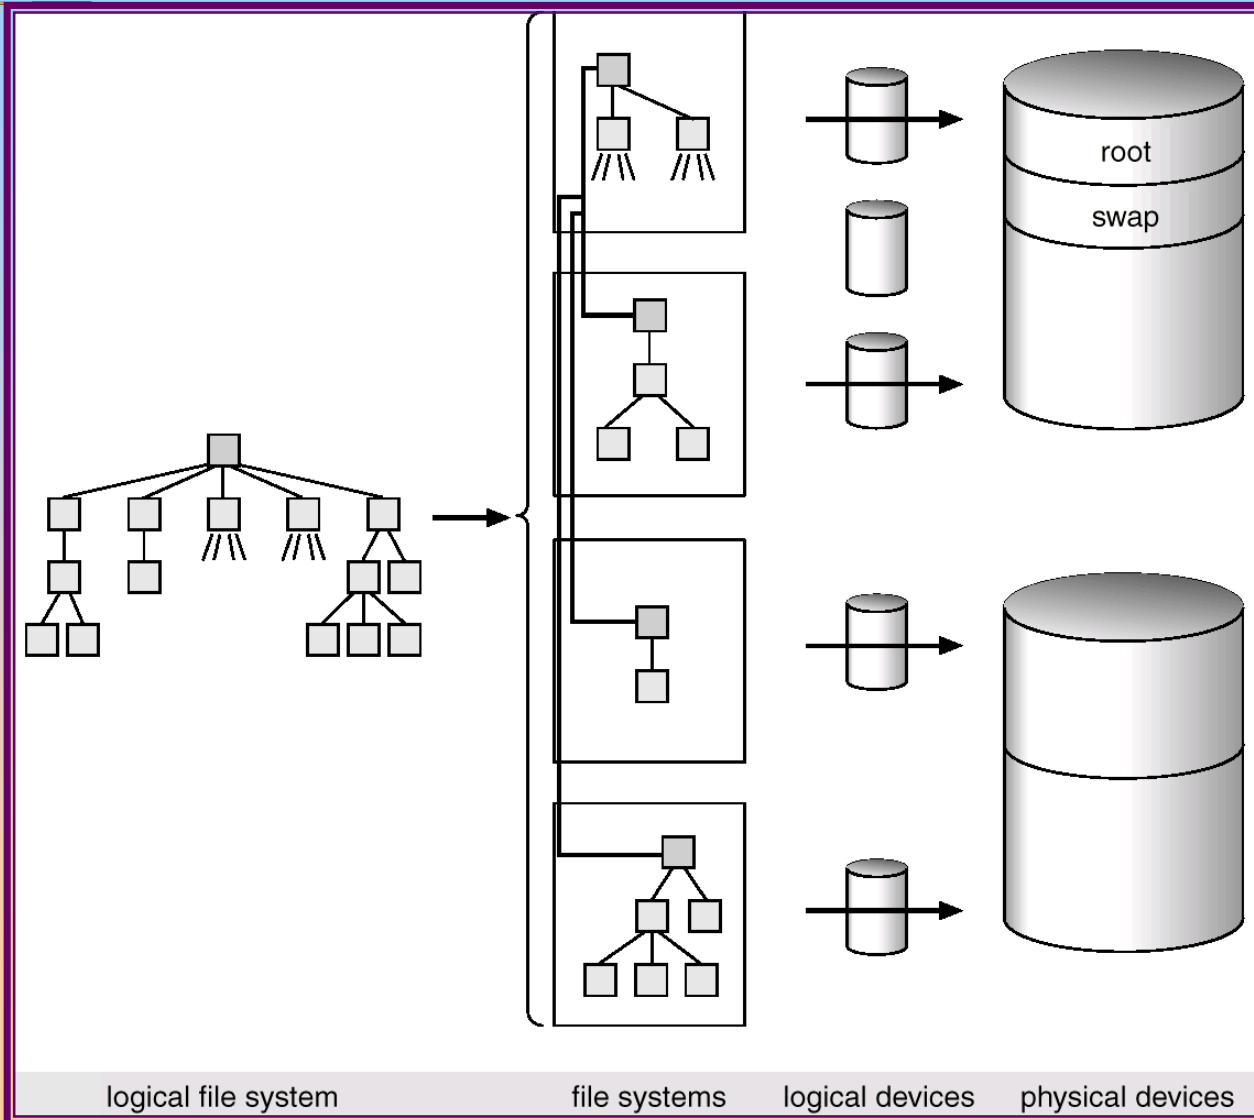 root
swap
logical file system
file systems
logical devices
physical devices